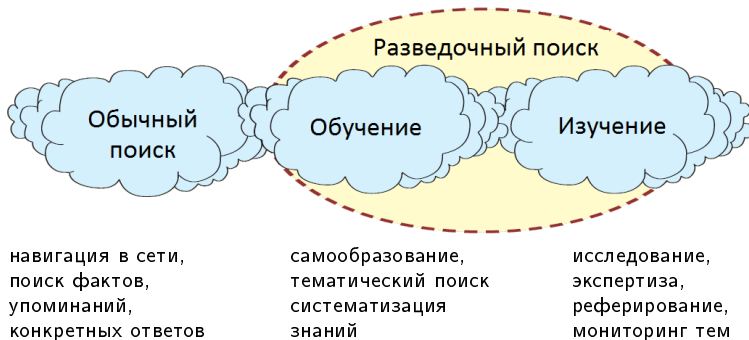 Разведочный поиск
Обычный
поиск
Обучение
Изучение
навигация в сети,
поиск фактов,
упоминаний,
конкретных ответов
самообразование,
тематический поиск
систематизация
знаний
исследование,
экспертиза,
реферирование,
мониторинг тем